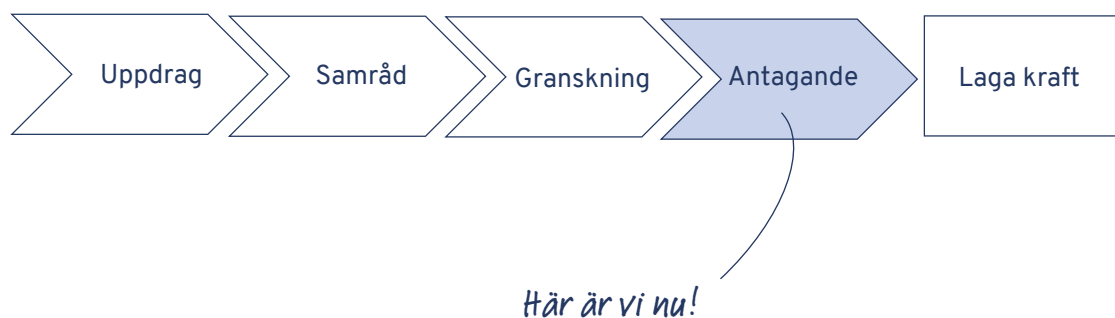 Uppdrag
Samråd
Granskning
Antagande
Laga kraft
Här är vi nu!